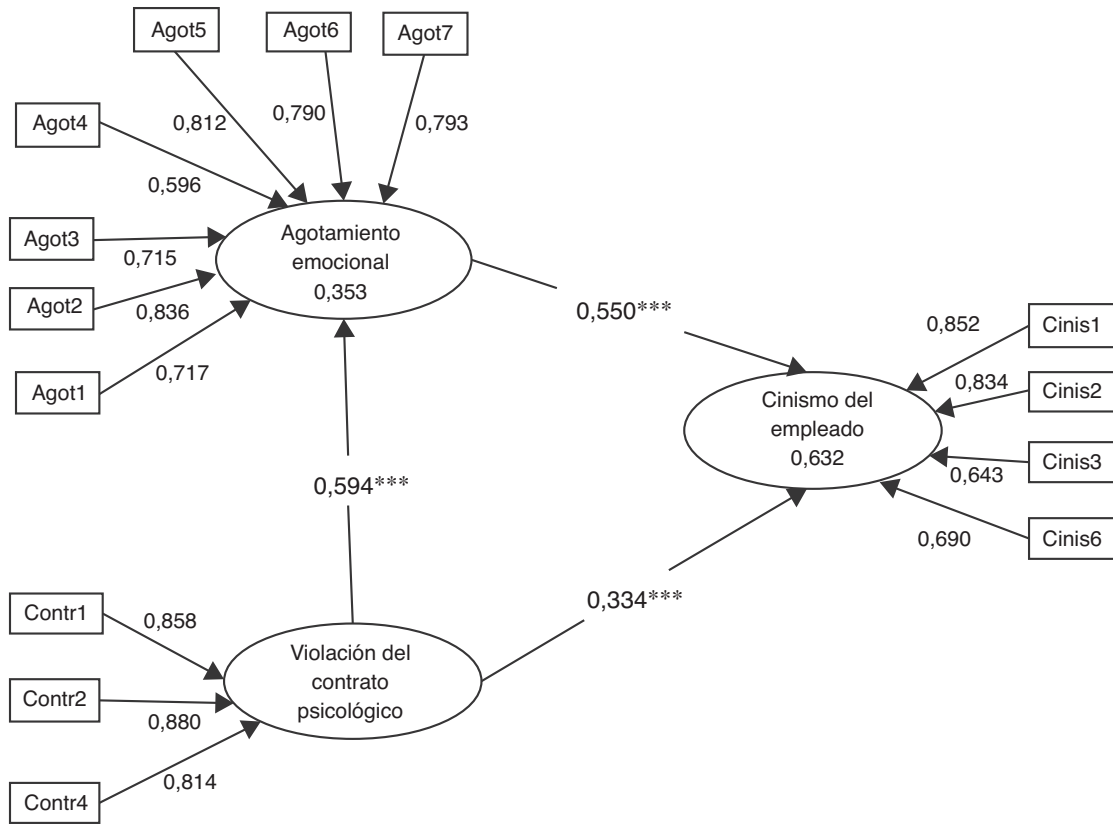 Agot5
Agot6
Agot7
Agot4
0,812
0,790
0,793
0,596
Agot3
0,715
Agot2
0,836
Agot1
0,717
Agotamiento
emocional
0,353
0,550***
Cinis1
0,852
Cinis2
0,834
Cinis3
0,643
Cinis6
0,690
Cinismo del
empleado
0,632
0,594***
0,334***
Contr1
0,858
Contr2
0,880
Contr4
0,814
Violación del
contrato
psicológico